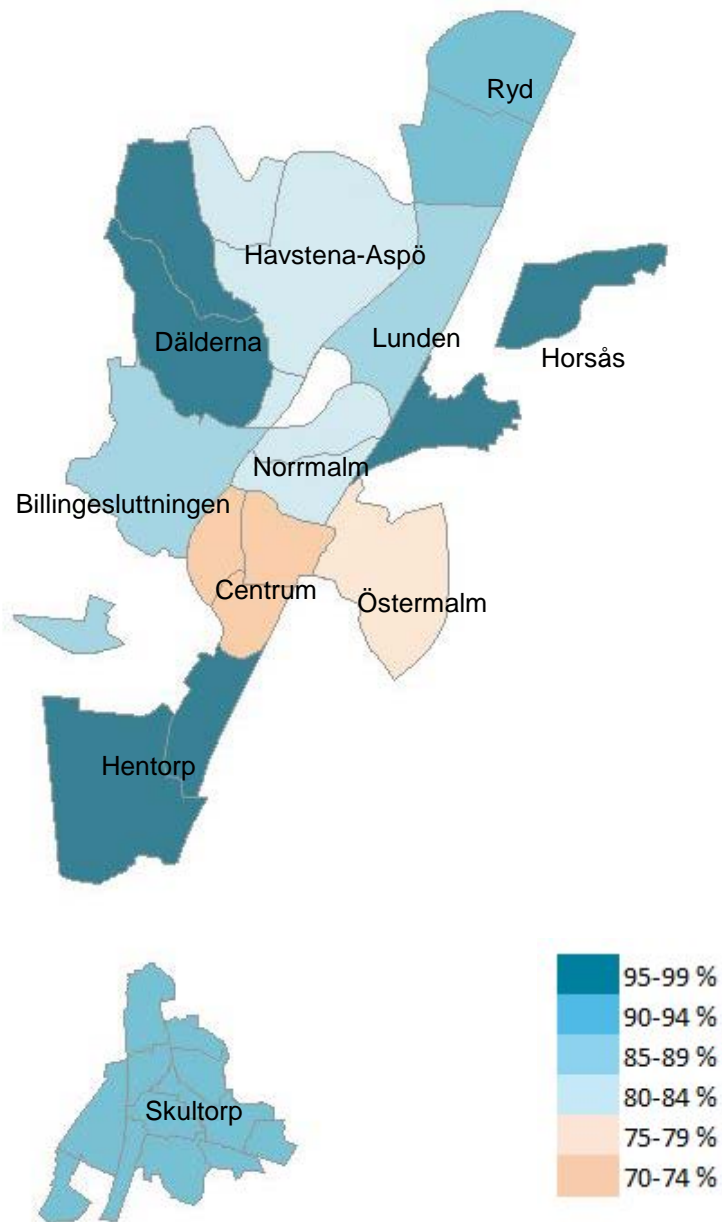 Ryd
Havstena-Aspö
Dälderna
Lunden
Horsås
Norrmalm
Billingesluttningen
Centrum
Östermalm
Hentorp
Skultorp
95-99 %
90-94 %
85-89 %
80-84 %
75-79 %
70-74 %